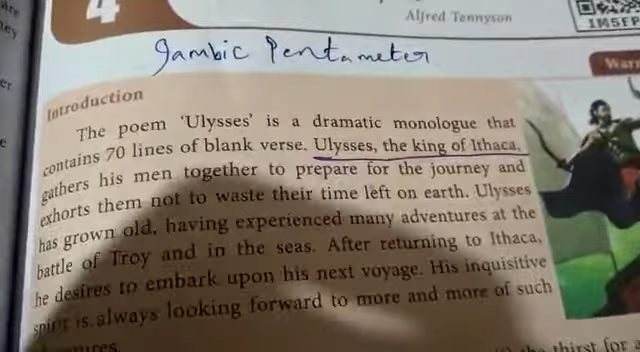 4
Alfred Tennyson
Iambic Pentameter
Introduction
The poem 'Ulysses' is a dramatic monologue that
contains 70 lines of blank verse. Ulysses, the king of Ithaca,
gathers his men together to prepare for the journey and
exhorts them not to waste their time left on earth. Ulysses
has grown old, having experienced many adventures at the
battle of Troy and in the seas. After returning to Ithaca,
he desires to embark upon his next voyage. His inquisitive
spirit is always looking forward to more and more of such
the thirst for